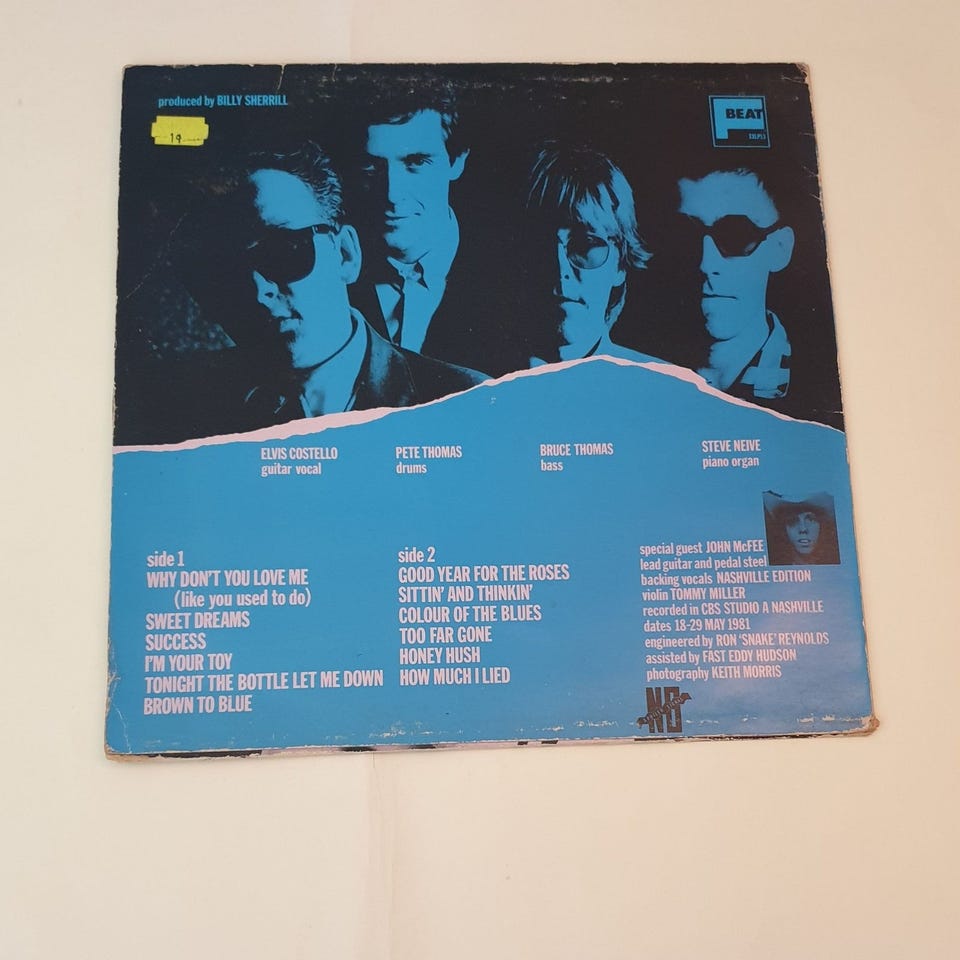 produced by BILLY SHERRILL
19
F BEAT
XXLP13
ELVIS COSTELLO
guitar vocal
PETE THOMAS
drums
BRUCE THOMAS
bass
STEVE NEIVE
piano organ
side 1
WHY DON'T YOU LOVE ME
(like you used to do)
SWEET DREAMS
SUCCESS
I'M YOUR TOY
TONIGHT THE BOTTLE LET ME DOWN
BROWN TO BLUE
side 2
GOOD YEAR FOR THE ROSES
SITTIN' AND THINKIN'
COLOUR OF THE BLUES
TOO FAR GONE
HONEY HUSH
HOW MUCH I LIED
special guest JOHN McFEE
lead guitar and pedal steel
backing vocals NASHVILLE EDITION
violin TOMMY MILLER
recorded in CBS STUDIO A NASHVILLE
dates 18-29 MAY 1981
engineered by RON 'SNAKE' REYNOLDS
assisted by FAST EDDY HUDSON
photography KEITH MORRIS